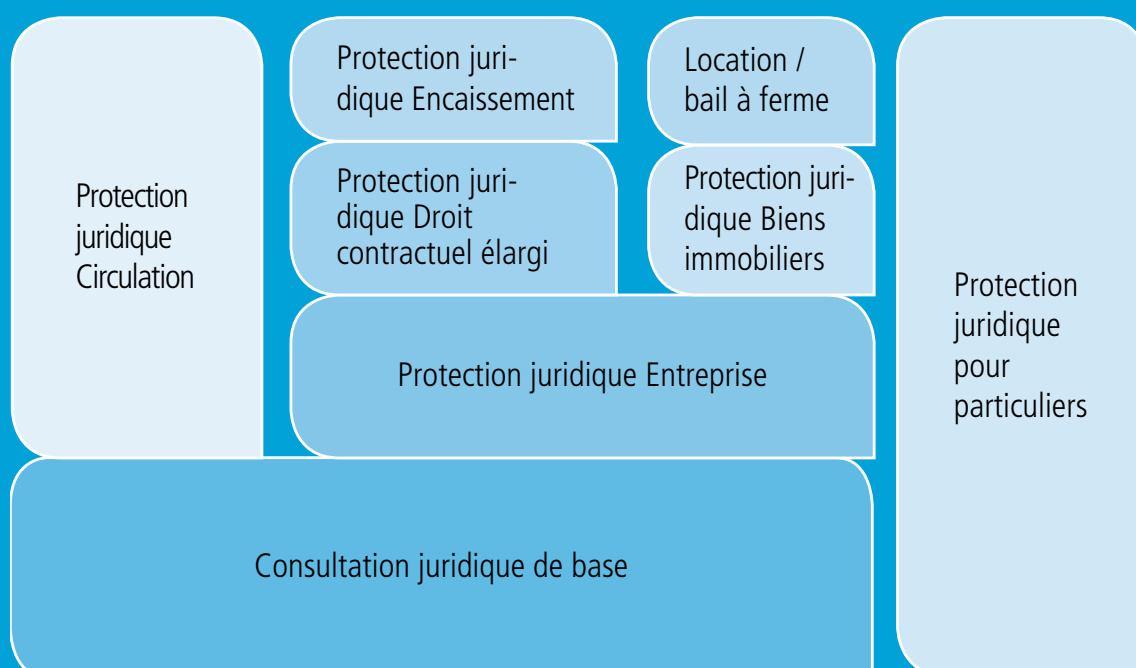 Protection juri-
dique Encaissement
Location /
bail à ferme
Protection
juridique
Circulation
Protection juri-
dique Droit
contractuel élargi
Protection juri-
dique Biens
immobiliers
Protection
juridique
pour
particuliers
Protection juridique Entreprise
Consultation juridique de base